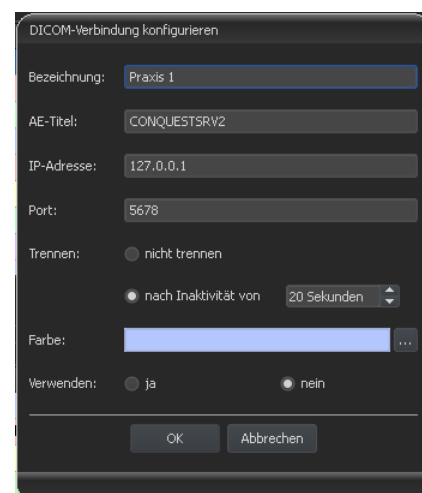 DICOM-Verbindung konfigurieren
Bezeichnung: Praxis 1
AE-Titel: CONQUESTSRV2
IP-Adresse: 127.0.0.1
Port: 5678
Trennen: nicht trennen
nach Inaktivität von 20 Sekunden
Farbe: ...
Verwenden: ja nein
OK Abbrechen